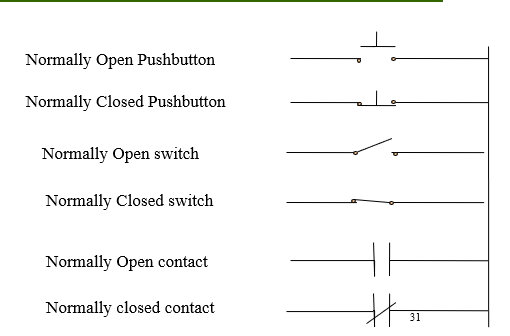 Normally Open Pushbutton
Normally Closed Pushbutton
Normally Open switch
Normally Closed switch
Normally Open contact
Normally closed contact
31